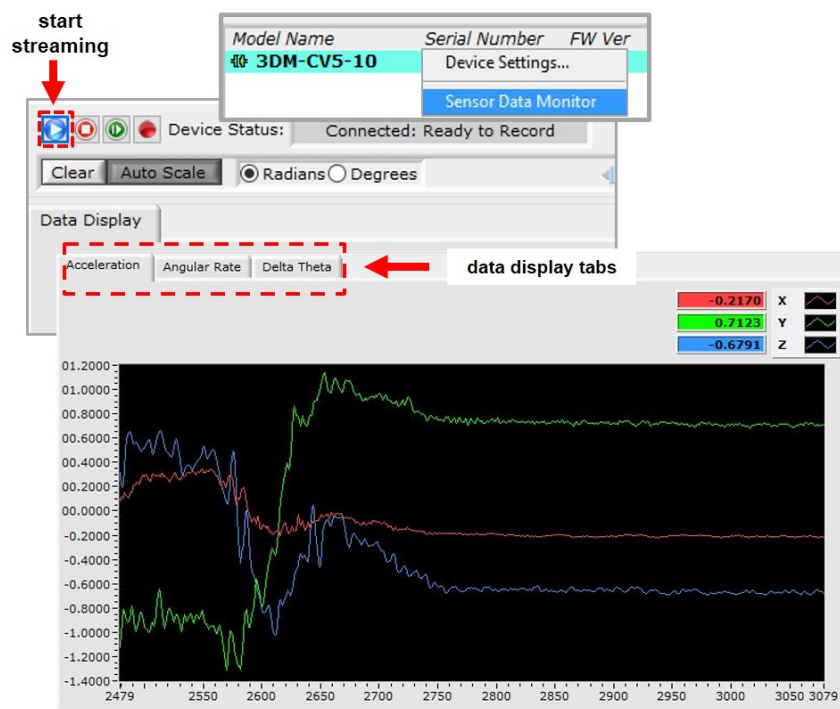 start
streaming
Model Name Serial Number FW Ver
3DM-CV5-10
Device Settings...
Sensor Data Monitor
Device Status: Connected: Ready to Record
Clear Auto Scale Radians Degrees
Data Display
Acceleration Angular Rate Delta Theta
data display tabs
-0.2170 X
0.7123 Y
-0.6791 Z
01.2000
01.0000
00.8000
00.6000
00.4000
00.2000
00.0000
-0.2000
-0.4000
-0.6000
-0.8000
-1.0000
-1.2000
-1.4000
2479 2550 2600 2650 2700 2750 2800 2850 2900 2950 3000 3050 3079